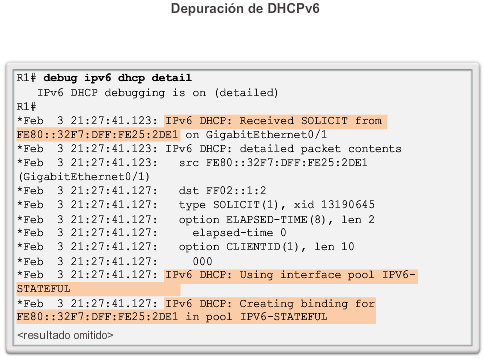 Depuración de DHCPv6
R1# debug ipv6 dhcp detail
IPv6 DHCP debugging is on (detailed)
R1#
*Feb 3 21:27:41.123: IPv6 DHCP: Received SOLICIT from
FE80::32F7:DFF:FE25:2DE1 on GigabitEthernet0/1
*Feb 3 21:27:41.123: IPv6 DHCP: detailed packet contents
*Feb 3 21:27:41.127: src FE80::32F7:DFF:FE25:2DE1
(GigabitEthernet0/1)
*Feb 3 21:27:41.127: dst FF02::1:2
*Feb 3 21:27:41.127: type SOLICIT(1), xid 13190645
*Feb 3 21:27:41.127: option ELAPSED-TIME(8), len 2
*Feb 3 21:27:41.127: elapsed-time 0
*Feb 3 21:27:41.127: option CLIENTID(1), len 10
*Feb 3 21:27:41.127: 000
*Feb 3 21:27:41.127: IPv6 DHCP: Using interface pool IPV6-
STATEFUL
*Feb 3 21:27:41.127: IPv6 DHCP: Creating binding for
FE80::32F7:DFF:FE25:2DE1 in pool IPV6-STATEFUL
<resultado omitido>